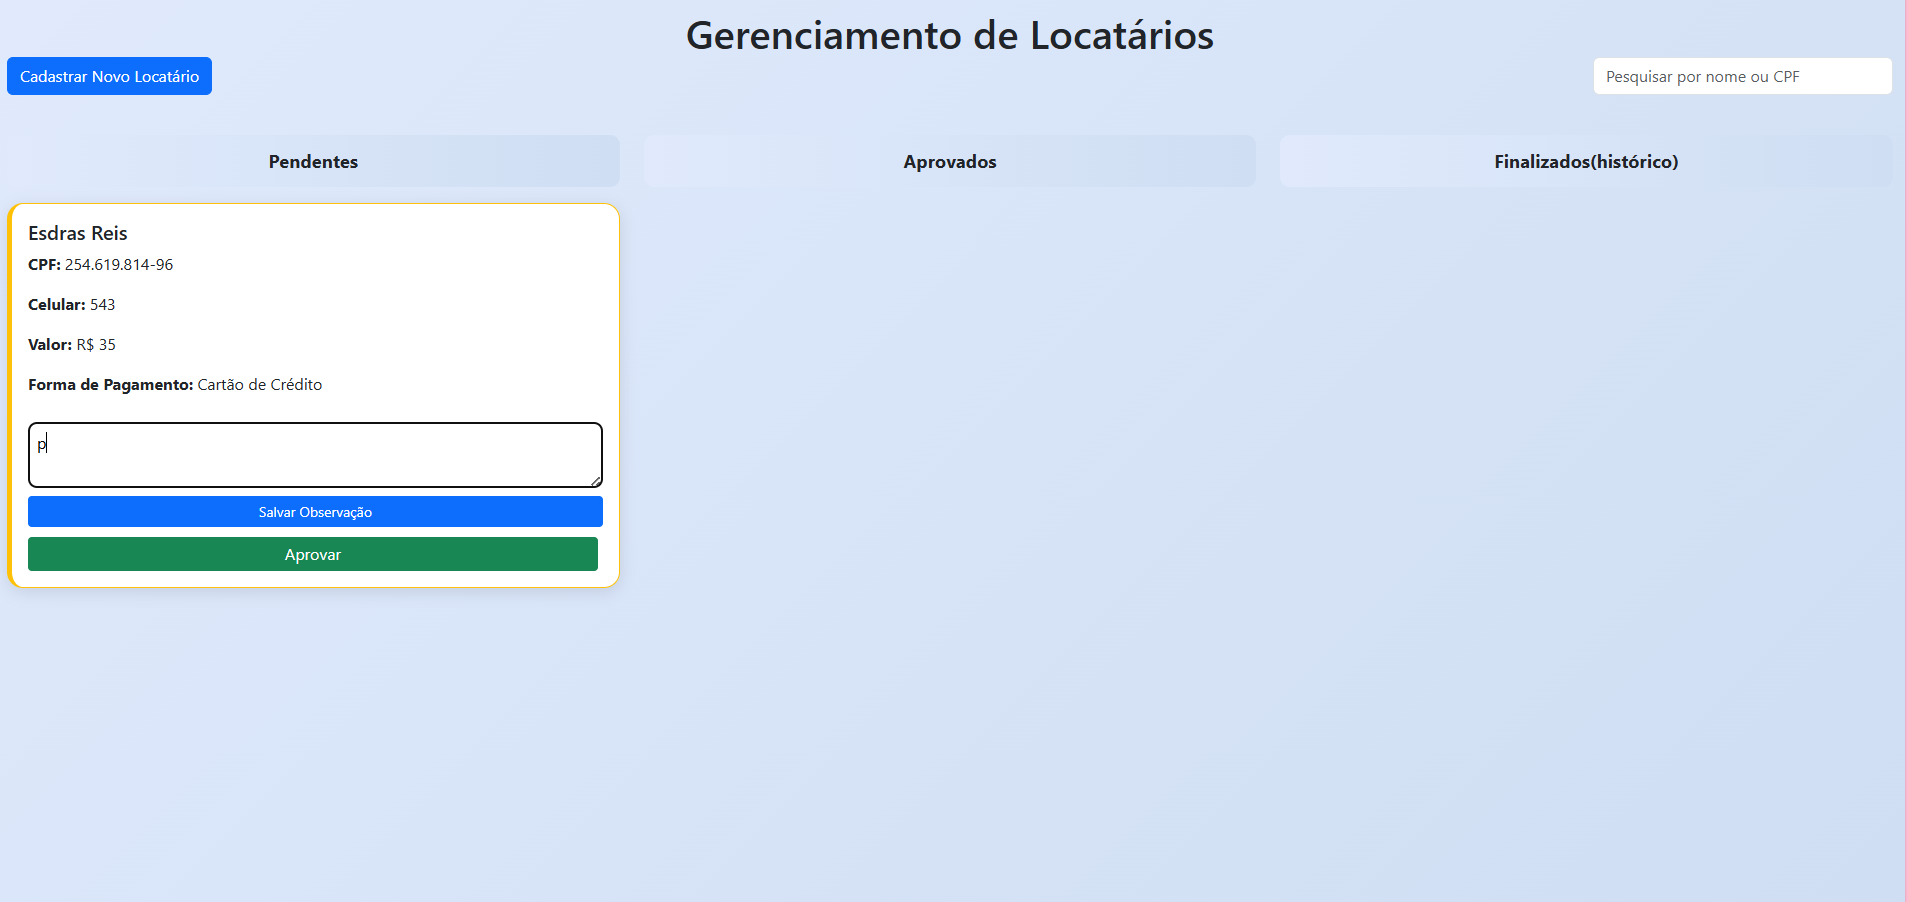 Gerenciamento de Locatários
Cadastrar Novo Locatário
Pesquisar por nome ou CPF
Pendentes
Aprovados
Finalizados(histórico)
Esdras Reis
CPF: 254.619.814-96
Celular: 543
Valor: R$ 35
Forma de Pagamento: Cartão de Crédito
p
Salvar Observação
Aprovar